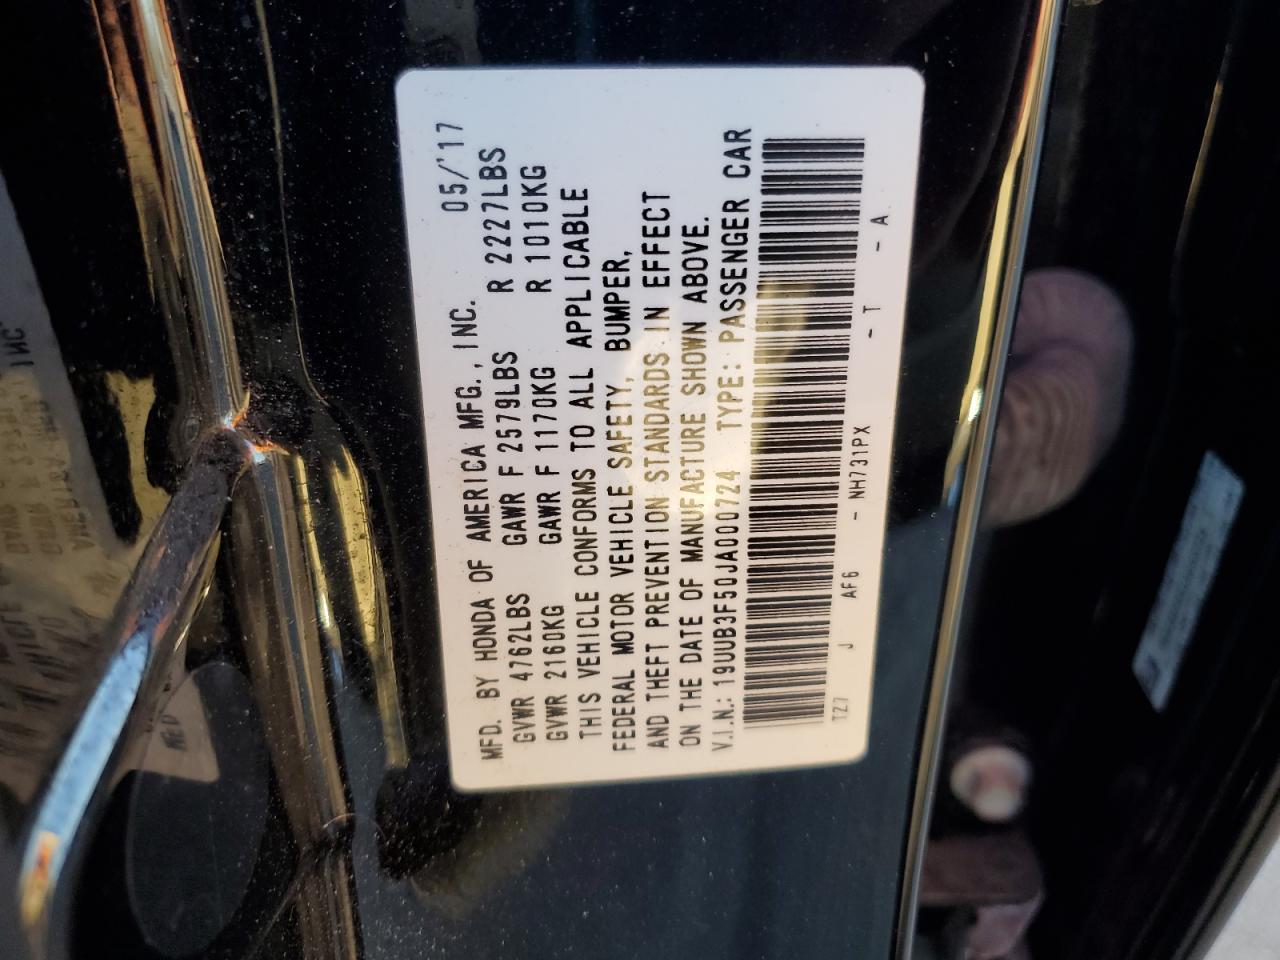 MFD. BY HONDA OF AMERICA MFG., INC. 05/'17
GVWR 4762LBS GAWR F 2579LBS R 2227LBS
GVWR 2160KG GAWR F 1170KG R 1010KG
THIS VEHICLE CONFORMS TO ALL APPLICABLE
FEDERAL MOTOR VEHICLE SAFETY, BUMPER,
AND THEFT PREVENTION STANDARDS IN EFFECT
ON THE DATE OF MANUFACTURE SHOWN ABOVE.
V.I.N.: 19UUB3F50JA000724 TYPE: PASSENGER CAR
TZ7 J AF6 - NH731PX - T - A